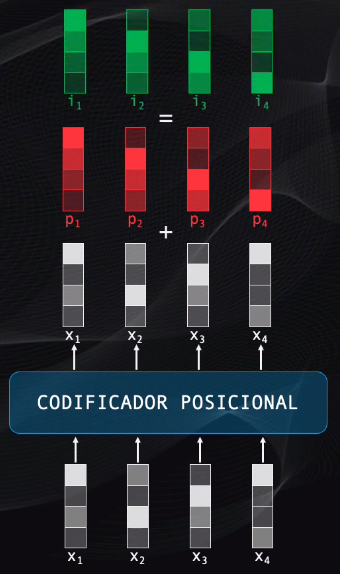 i₁ i₂ i₃ i₄
=
p₁ p₂ p₃ p₄
+
x₁ x₂ x₃ x₄
CODIFICADOR POSICIONAL
x₁ x₂ x₃ x₄